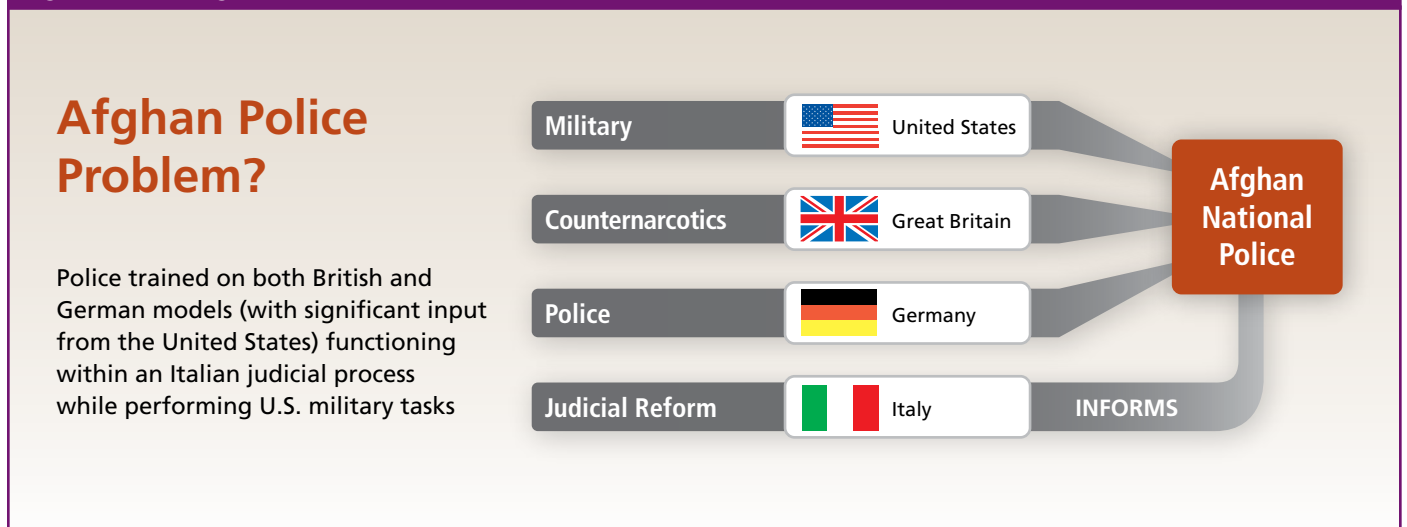 Afghan Police
Problem?
Police trained on both British and
German models (with significant input
from the United States) functioning
within an Italian judicial process
while performing U.S. military tasks
Military
United States
Counternarcotics
Great Britain
Police
Germany
Judicial Reform
Italy
INFORMS
Afghan
National
Police